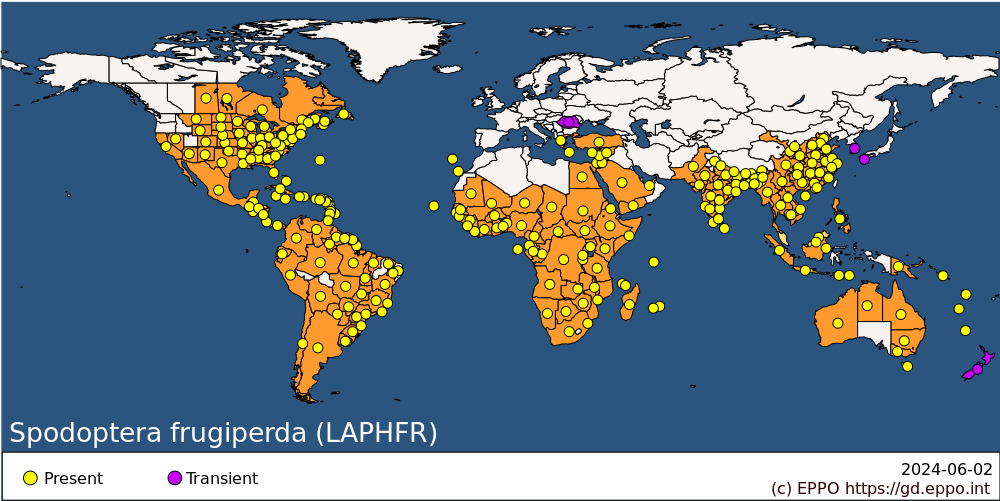 Spodoptera frugiperda (LAPHFR)
Present
Transient
2024-06-02
(c) EPPO https://gd.eppo.int